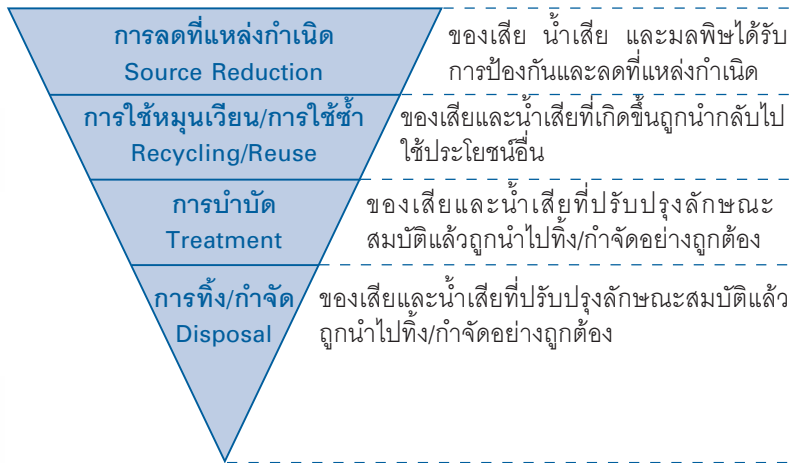 การลดที่แหล่งกำเนิด
Source Reduction
ของเสีย น้ำเสีย และมลพิษได้รับ
การป้องกันและลดที่แหล่งกำเนิด
การใช้หมุนเวียน/การใช้ซ้ำ
Recycling/Reuse
ของเสียและน้ำเสียที่เกิดขึ้นถูกนำกลับไป
ใช้ประโยชน์อื่น
การบำบัด
Treatment
ของเสียและน้ำเสียที่ปรับปรุงลักษณะ
สมบัติแล้วถูกนำไปทิ้ง/กำจัดอย่างถูกต้อง
การทิ้ง/กำจัด
Disposal
ของเสียและน้ำเสียที่ปรับปรุงลักษณะสมบัติแล้ว
ถูกนำไปทิ้ง/กำจัดอย่างถูกต้อง